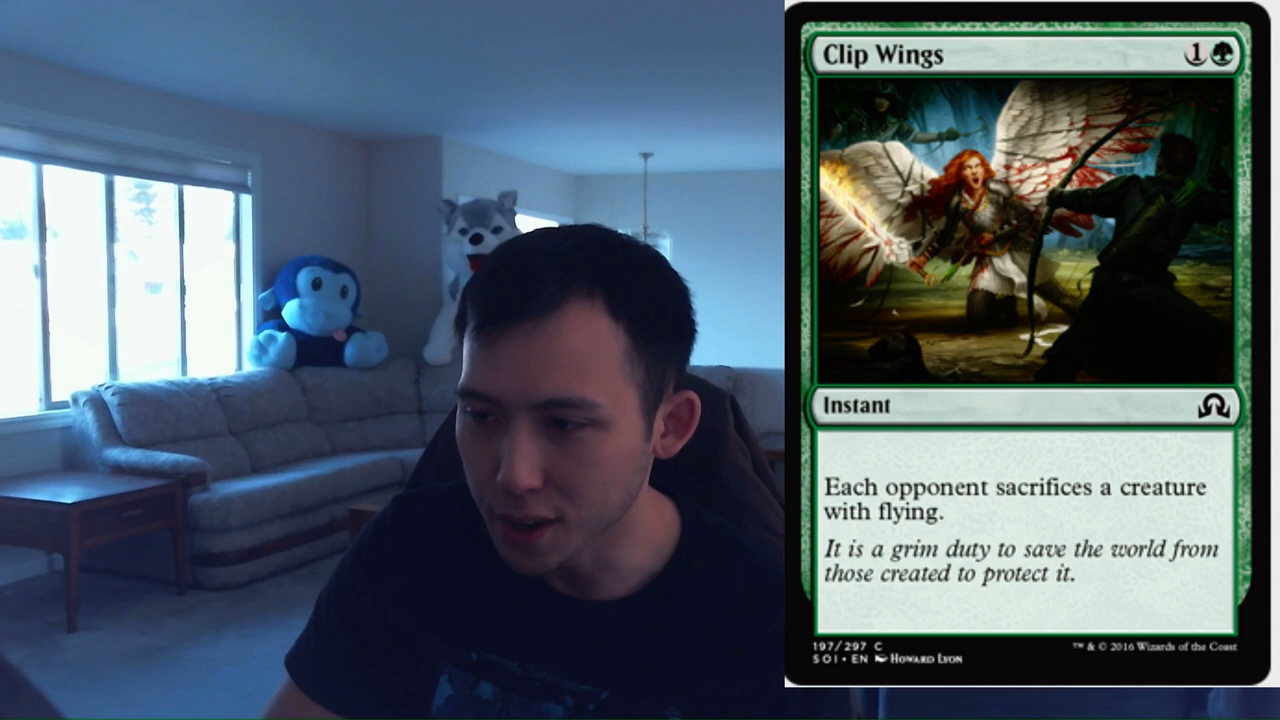 Clip Wings 1
Instant
Each opponent sacrifices a creature
with flying.
It is a grim duty to save the world from
those created to protect it.
197/297 C
SOI • EN Howard Lyon
™ & © 2016 Wizards of the Coast